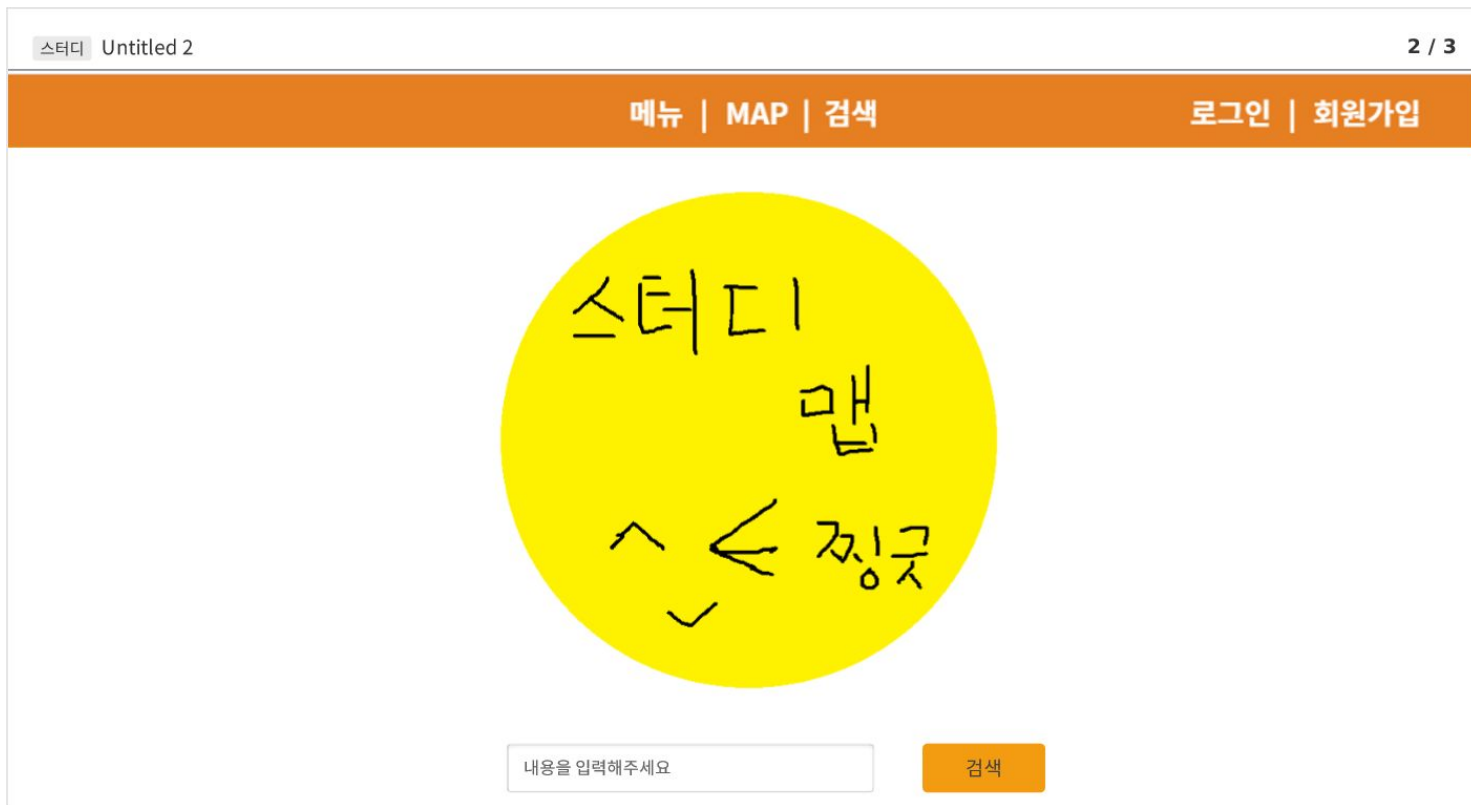 스터디 Untitled 2 2 / 3
메뉴 | MAP | 검색 로그인 | 회원가입
스터디
맵
찡긋
내용을 입력해주세요 검색